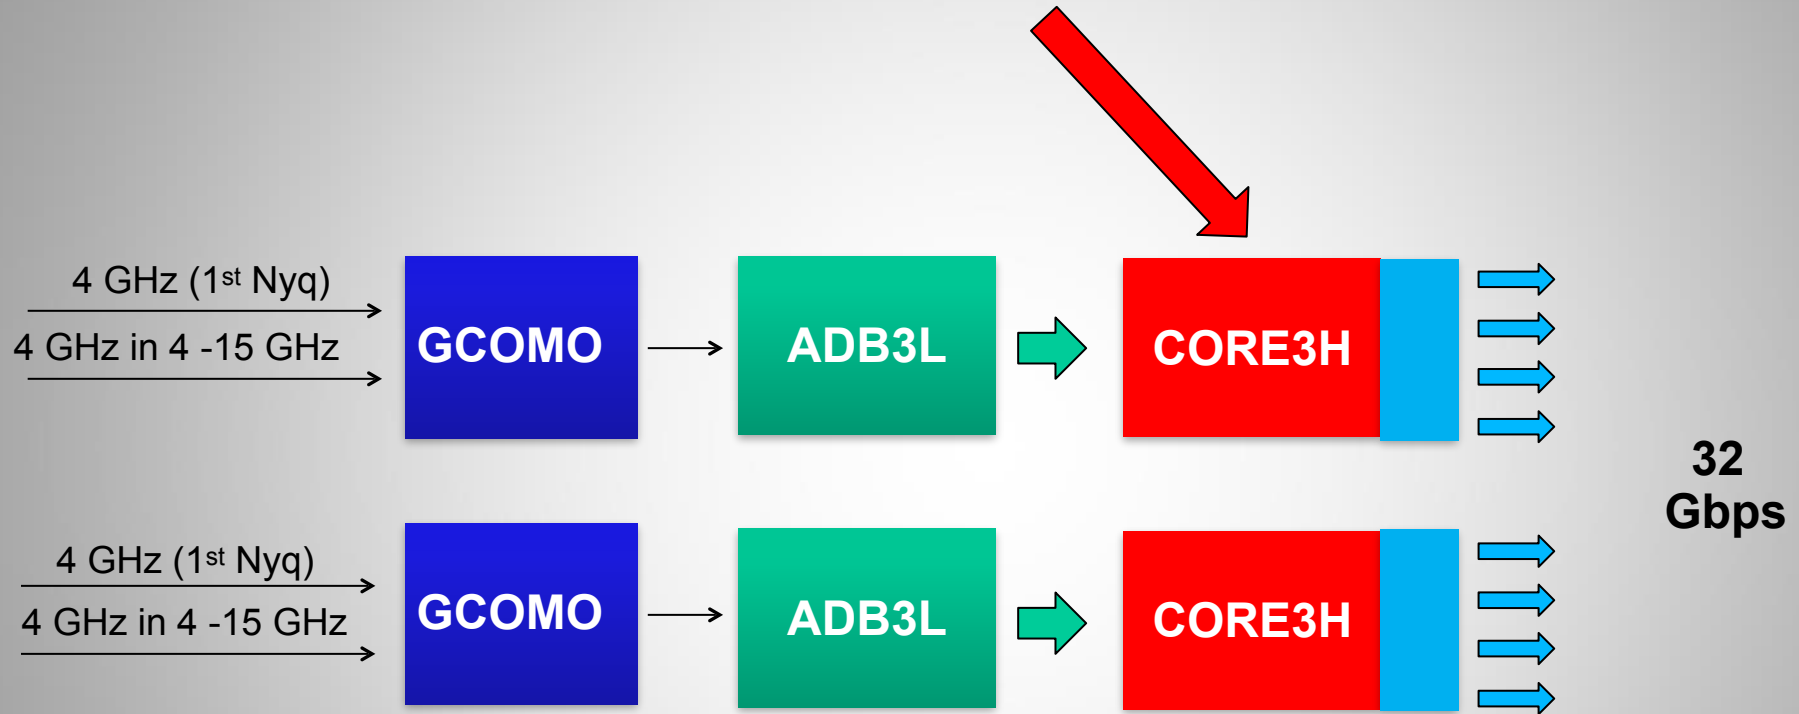 4 GHz (1st Nyq)
4 GHz in 4 -15 GHz
GCOMO
ADB3L
CORE3H
32
Gbps
4 GHz (1st Nyq)
4 GHz in 4 -15 GHz
GCOMO
ADB3L
CORE3H